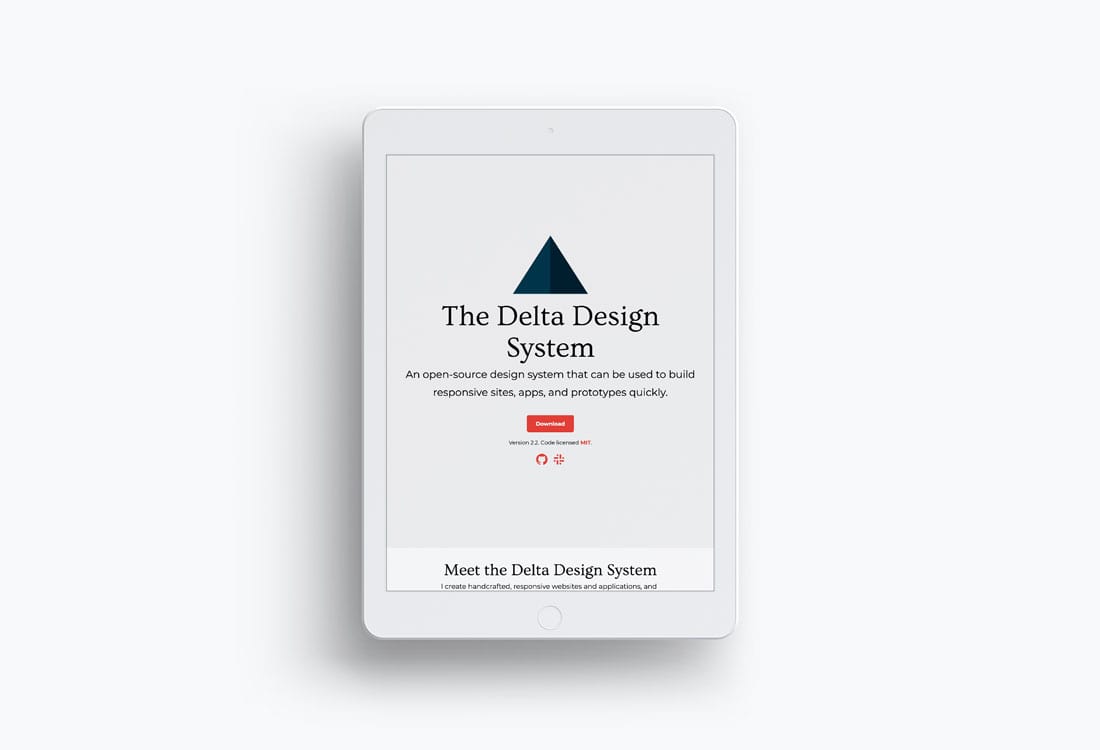 The Delta Design
System
An open-source design system that can be used to build
responsive sites, apps, and prototypes quickly.
Download
Version 2.2. Code licensed MIT.
Meet the Delta Design System
I create handcrafted, responsive websites and applications, and